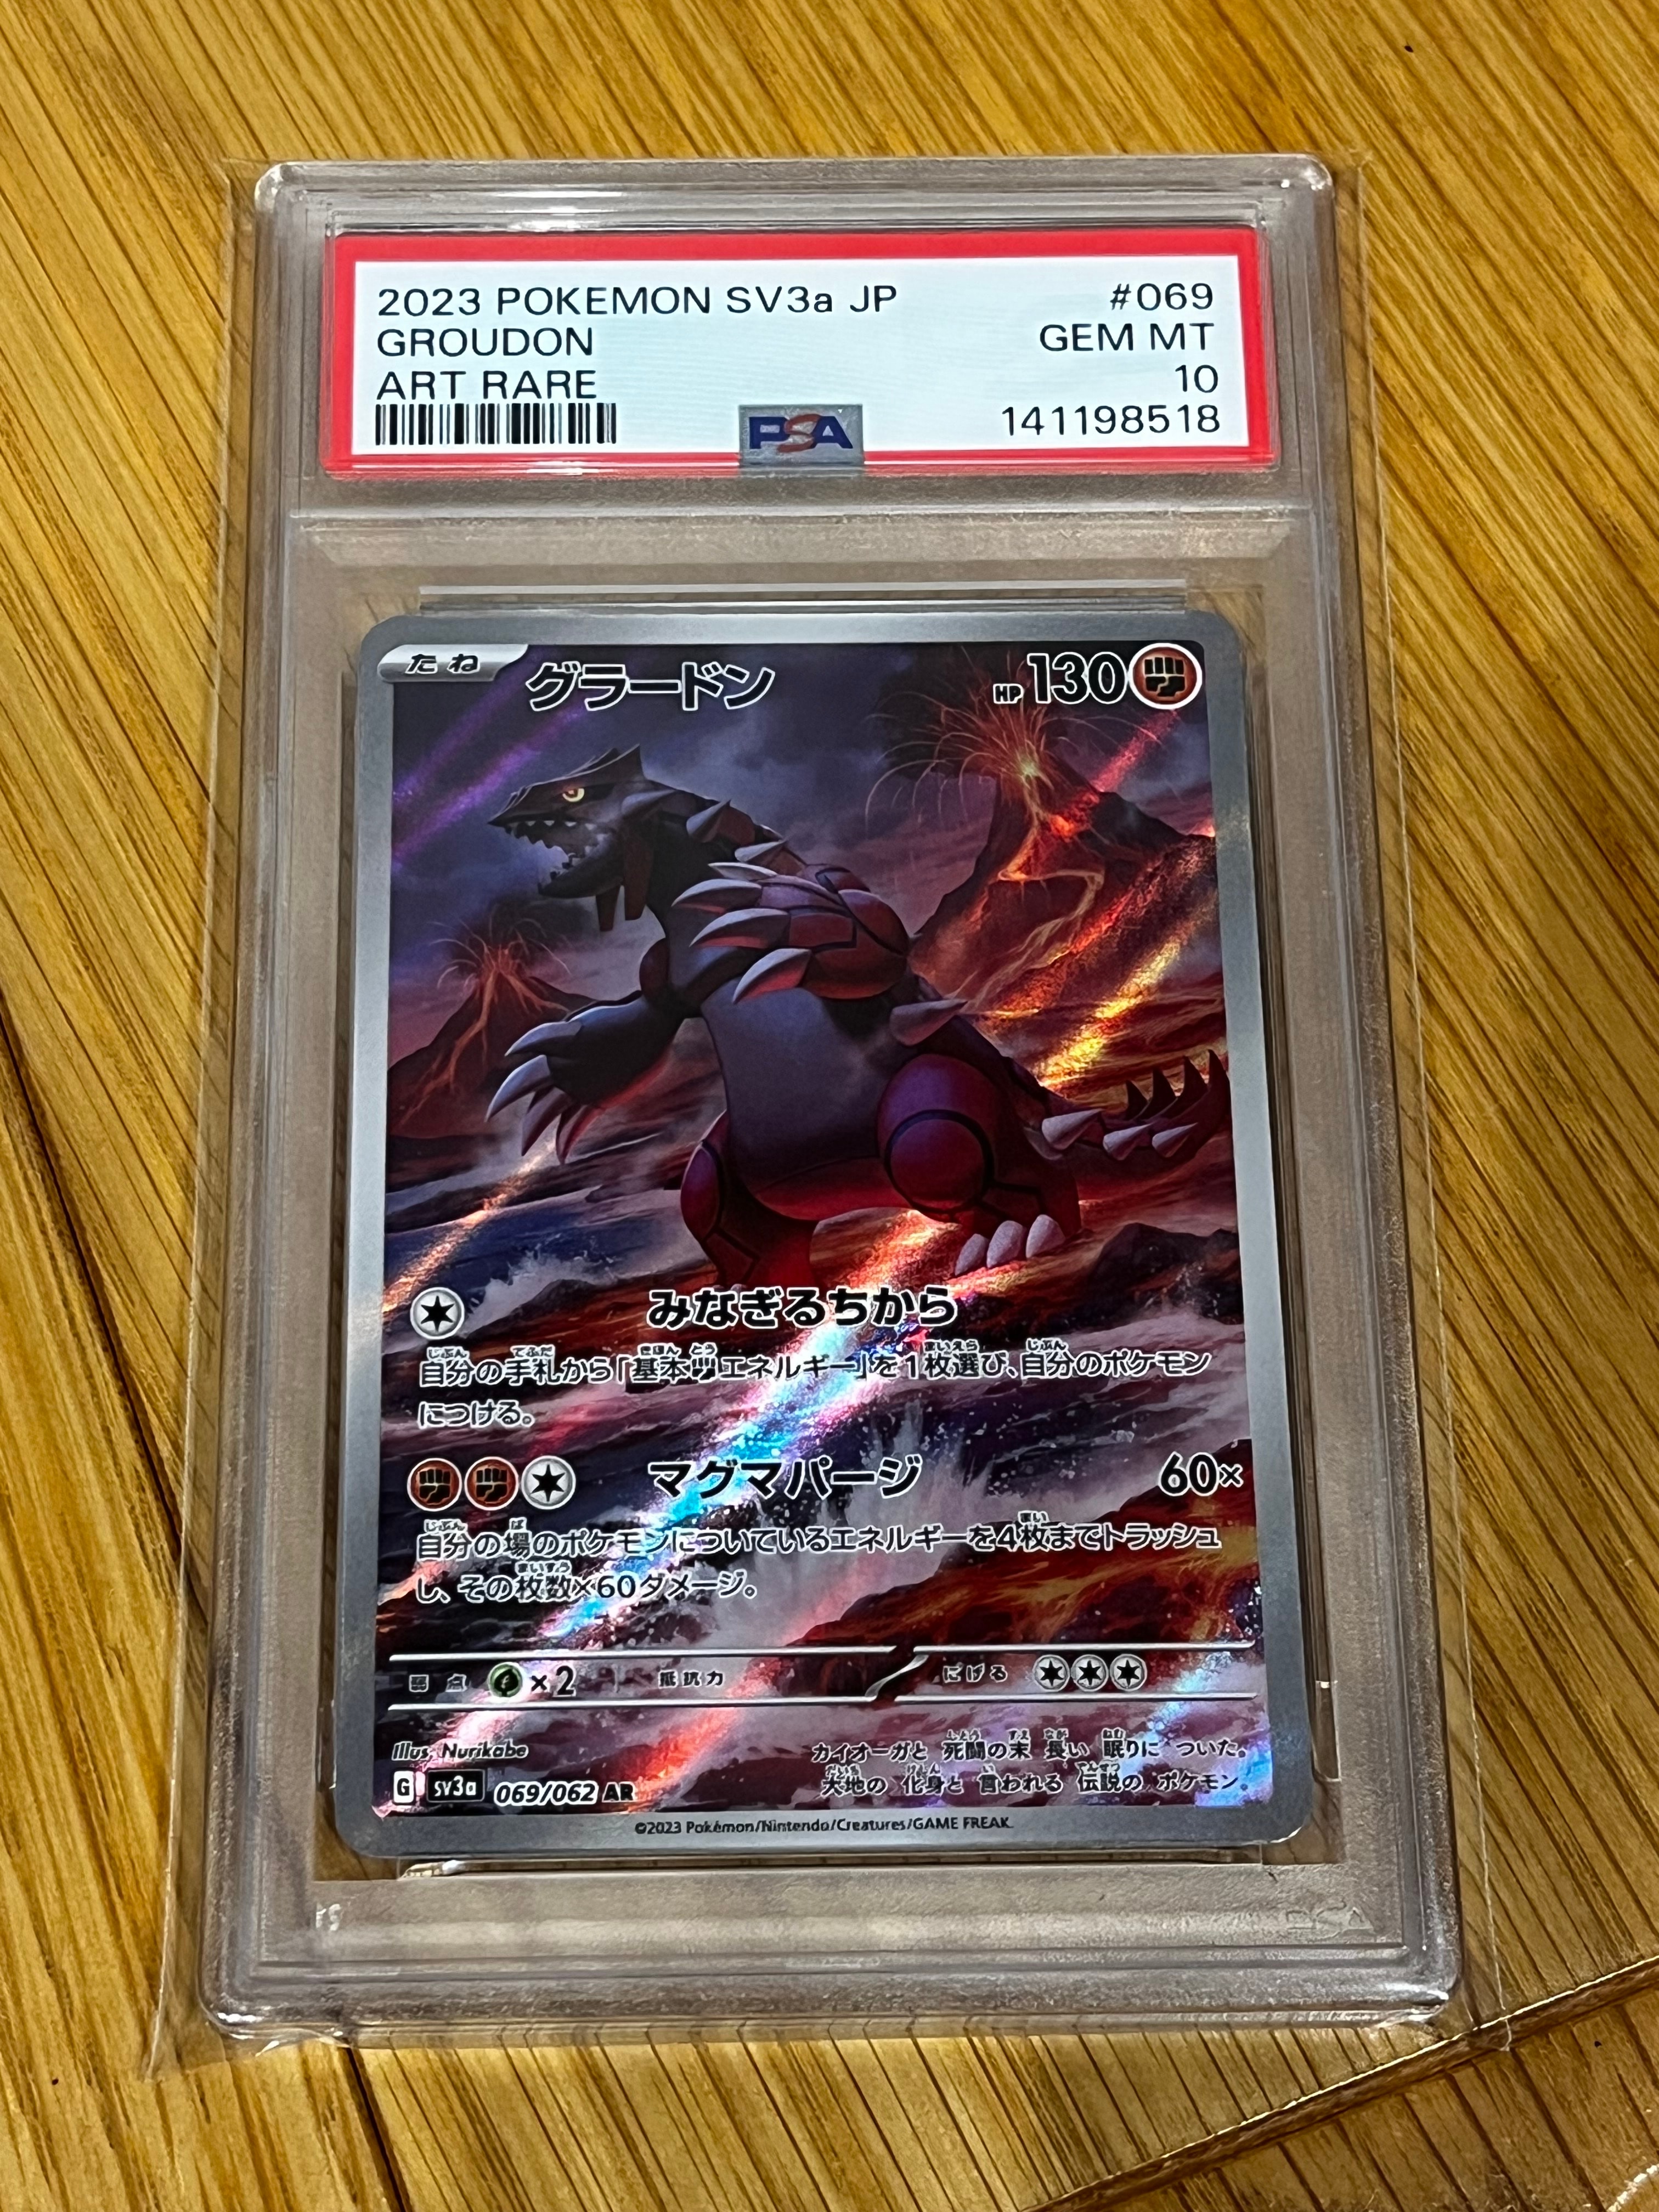 2023 POKEMON SV3a JP #069
GROUDON GEM MT
ART RARE 10
PSA 141198518
たね グラードン HP 130
みなぎるちから
自分の手札から「基本エネルギー」を1枚選び、自分のポケモン
につける。
マグマパージ 60×
自分の場のポケモンについているエネルギーを4枚までトラッシュ
し、その枚数×60ダメージ。
弱点 ×2 抵抗力 にげる
Illus. Nurikabe
カイオーガと 死闘の末 長い 眠りに ついた。
大地の 化身と 言われる 伝説の ポケモン。
G sv3a 069/062 AR
©2023 Pokémon/Nintendo/Creatures/GAME FREAK.